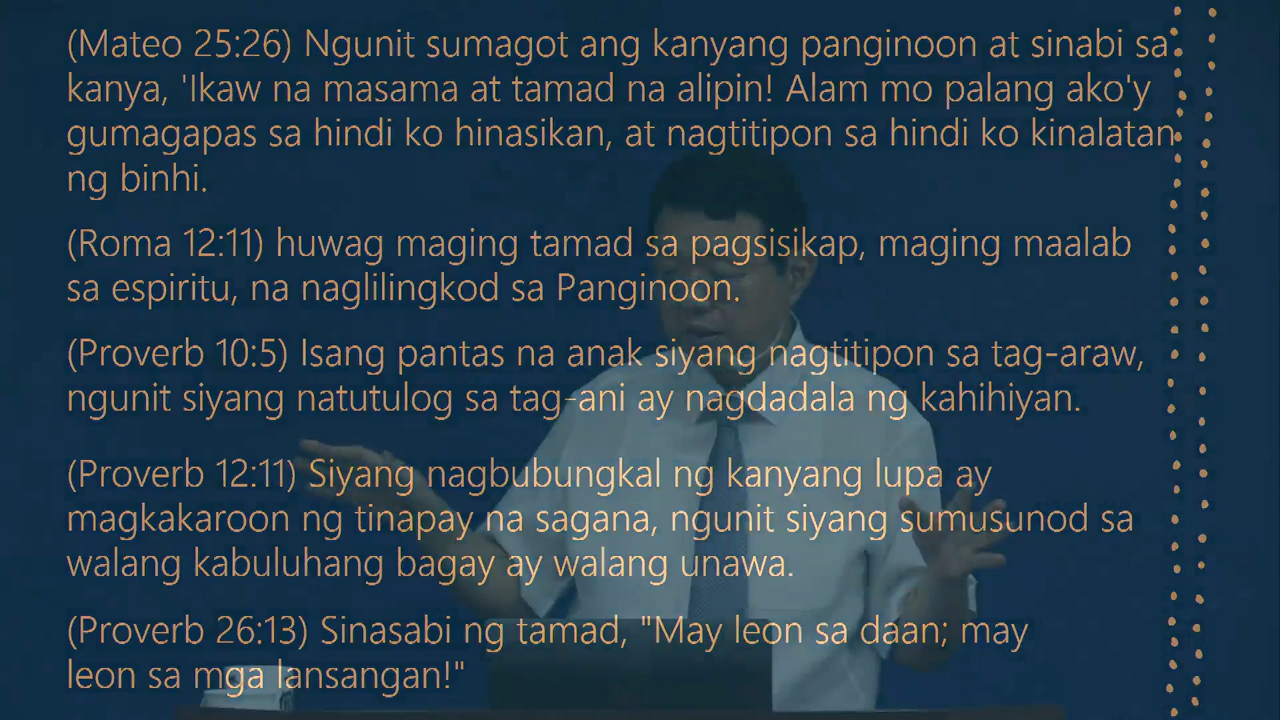 (Mateo 25:26) Ngunit sumagot ang kanyang panginoon at sinabi sa
kanya, 'Ikaw na masama at tamad na alipin! Alam mo palang ako'y
gumagapas sa hindi ko hinasikan, at nagtitipon sa hindi ko kinalatan
ng binhi.
(Roma 12:11) huwag maging tamad sa pagsisikap, maging maalab
sa espiritu, na naglilingkod sa Panginoon.
(Proverb 10:5) Isang pantas na anak siyang nagtitipon sa tag-araw,
ngunit siyang natutulog sa tag-ani ay nagdadala ng kahihiyan.
(Proverb 12:11) Siyang nagbubungkal ng kanyang lupa ay
magkakaroon ng tinapay na sagana, ngunit siyang sumusunod sa
walang kabuluhang bagay ay walang unawa.
(Proverb 26:13) Sinasabi ng tamad, "May leon sa daan; may
leon sa mga lansangan!"